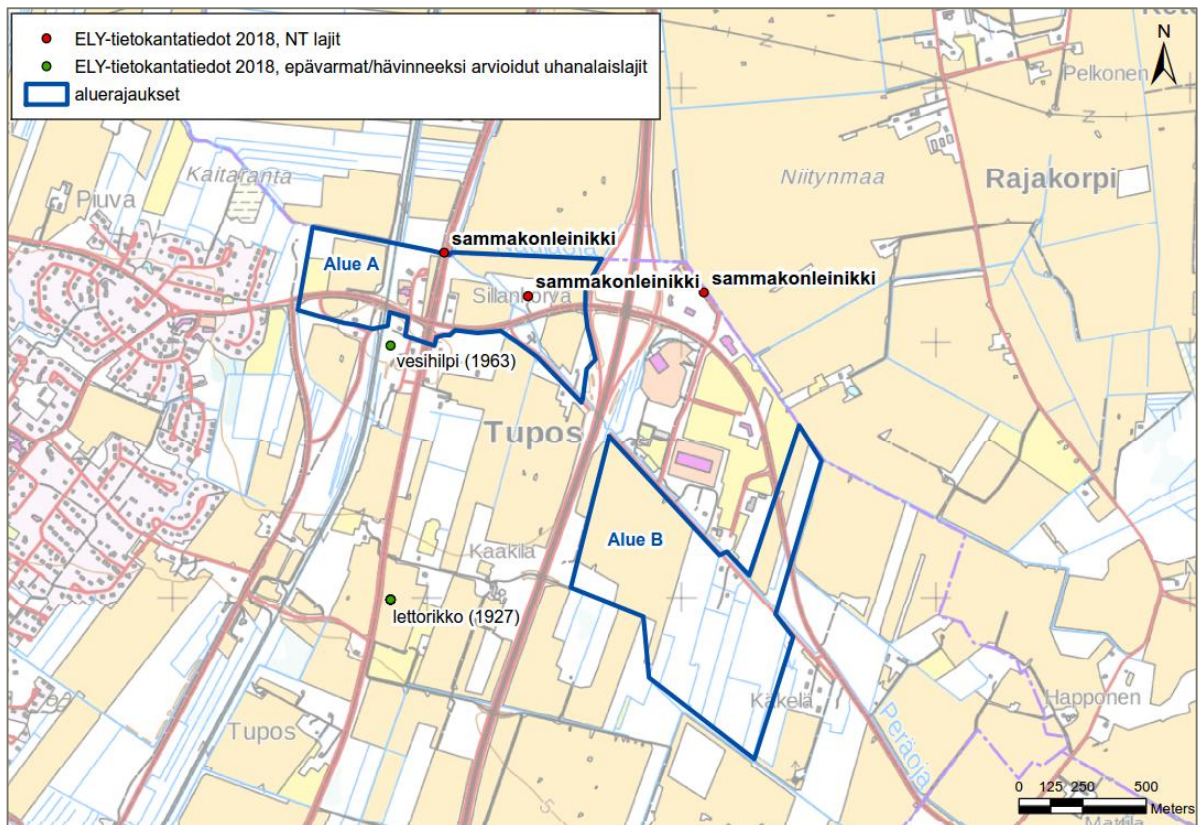 ELY-tietokantatiedot 2018, NT lajit
ELY-tietokantatiedot 2018, epävarmat/hävinneeksi arvioidut uhanalaislajit
aluerajaukset
N
Pelkonen
Kaitaranta
Piuva
Niitynmaa
Rajakorpi
sammakonleinikki
Alue A
sammakonleinikki
sammakonleinikki
vesihilpi (1963)
Tupos
Alue B
Kaakila
lettorikko (1927)
Käkelä
Happonen
Tupos
Peräoja
0 125 250 500
Meters
Mattila